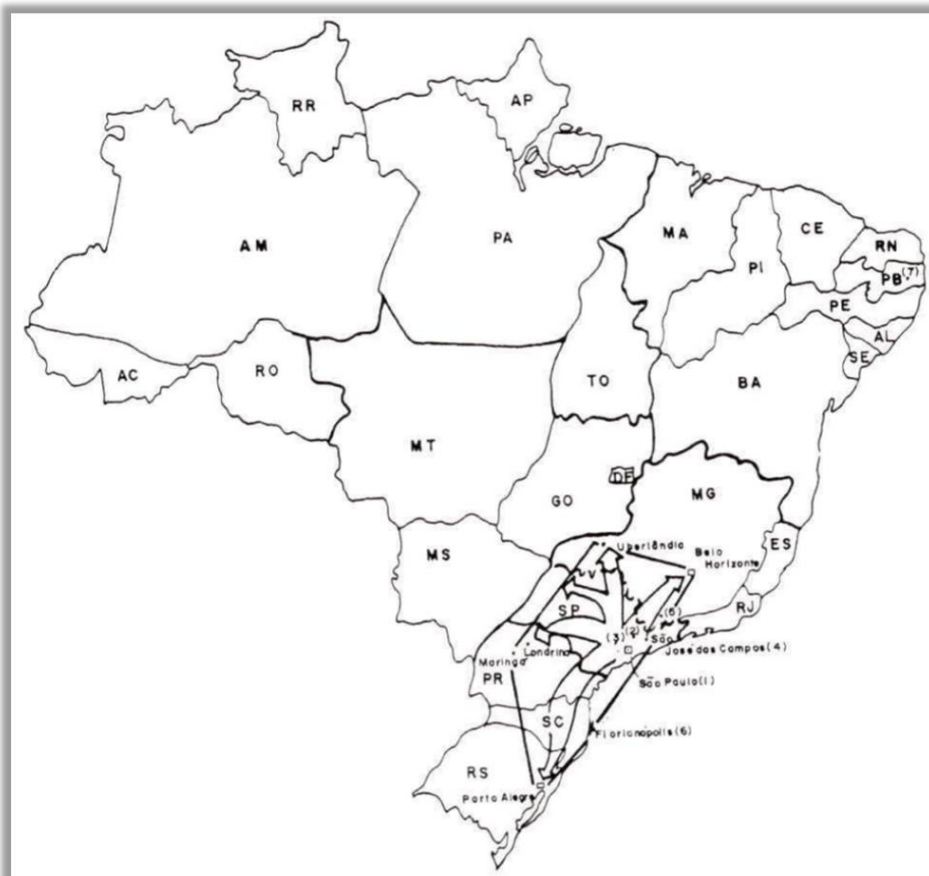 RR
AP
AM
PA
MA
CE
RN
PI
PB(7)
PE
AL
SE
AC
RO
TO
BA
MT
DF
GO
MG
MS
Uberlândia
Belo
Horizonte
ES
SP
RJ
(5)
(3)
(2)
São
José dos Campos(4)
Londrina
Maringá
PR
São Paulo(1)
SC
Florianópolis(6)
RS
Porto Alegre